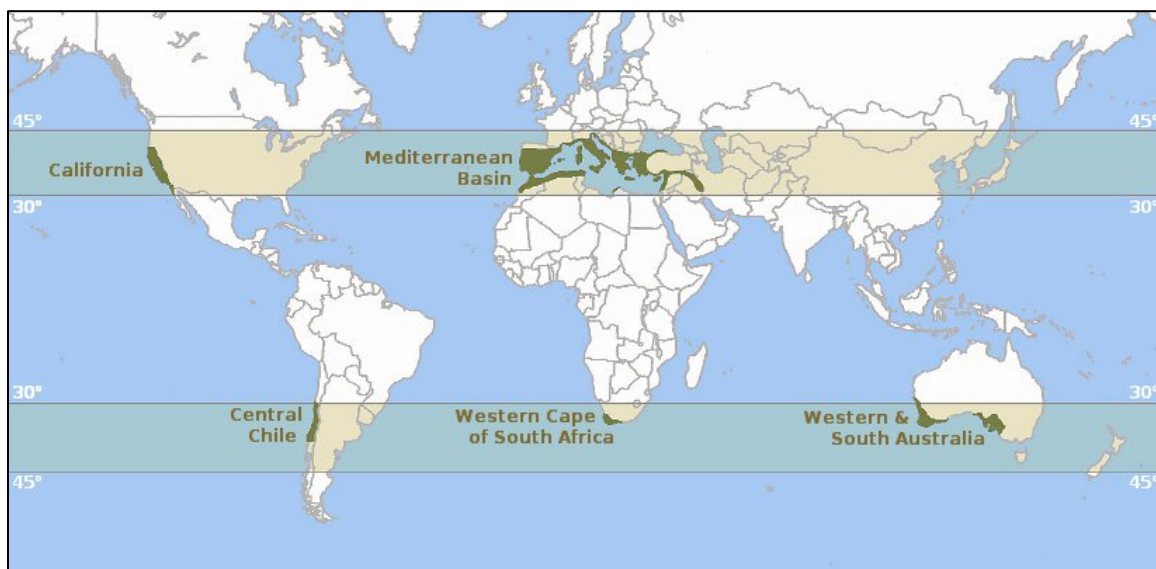 45°
45°
California
Mediterranean
Basin
30°
30°
30°
30°
Central
Chile
Western Cape
of South Africa
Western &
South Australia
45°
45°